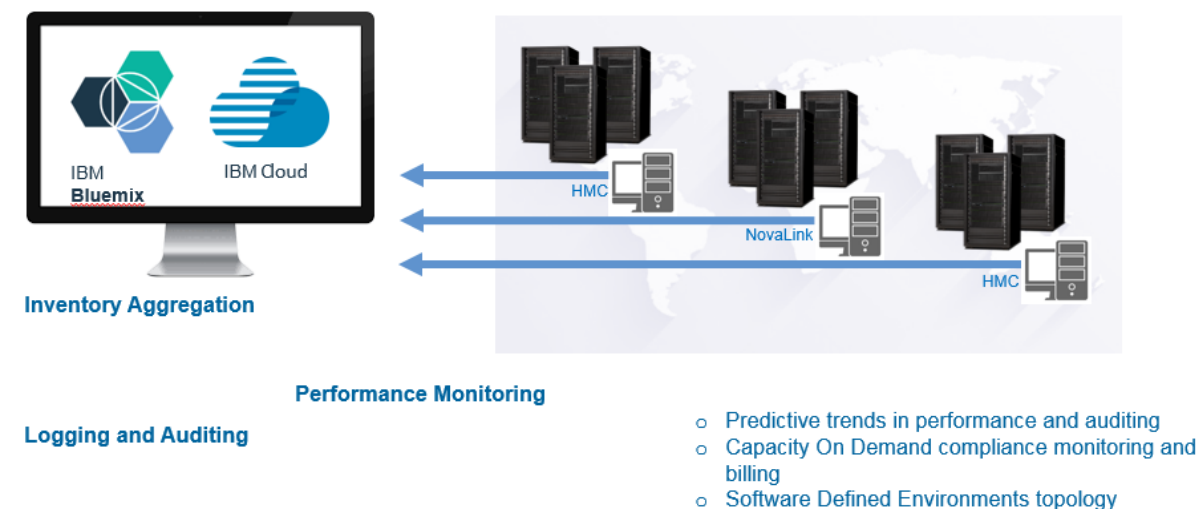 IBM
Bluemix
IBM Cloud
HMC
NovaLink
HMC
Inventory Aggregation
Performance Monitoring
Logging and Auditing
o Predictive trends in performance and auditing
o Capacity On Demand compliance monitoring and
billing
o Software Defined Environments topology